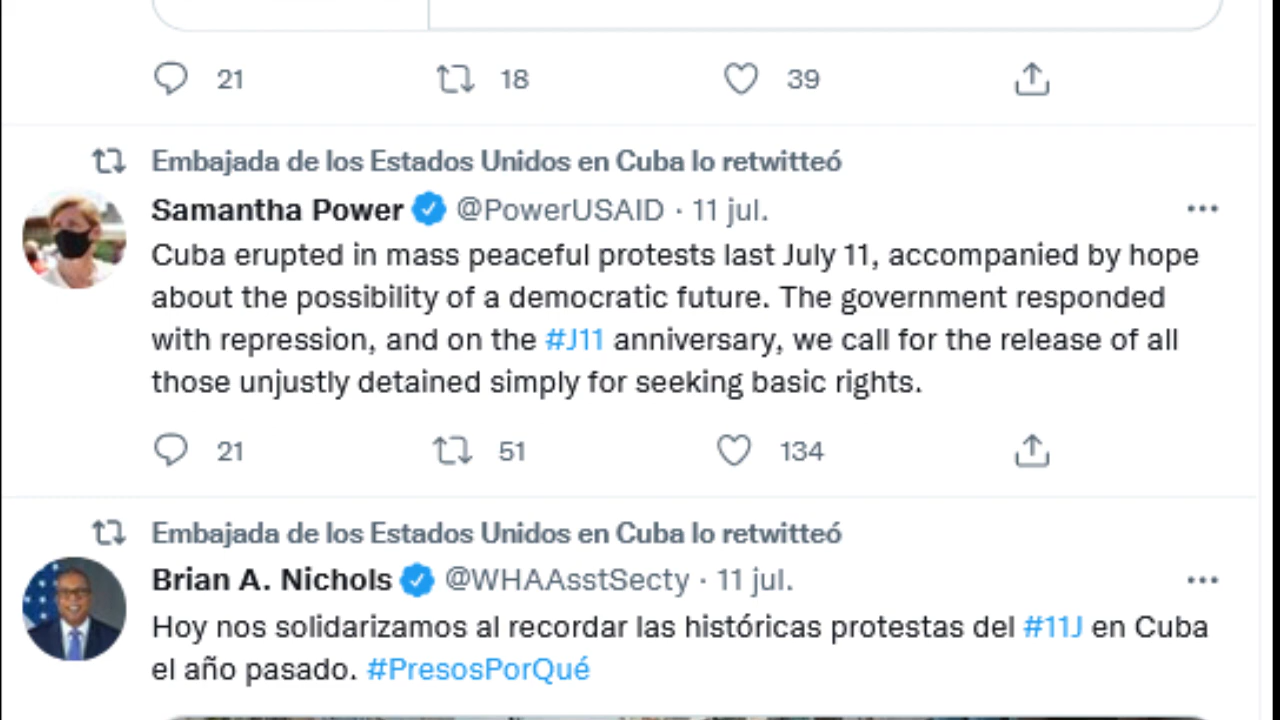 21 18 39
Embajada de los Estados Unidos en Cuba lo retwitteó
Samantha Power @PowerUSAID · 11 jul.
Cuba erupted in mass peaceful protests last July 11, accompanied by hope
about the possibility of a democratic future. The government responded
with repression, and on the #J11 anniversary, we call for the release of all
those unjustly detained simply for seeking basic rights.
21 51 134
Embajada de los Estados Unidos en Cuba lo retwitteó
Brian A. Nichols @WHAAsstSecty · 11 jul.
Hoy nos solidarizamos al recordar las históricas protestas del #11J en Cuba
el año pasado. #PresosPorQué